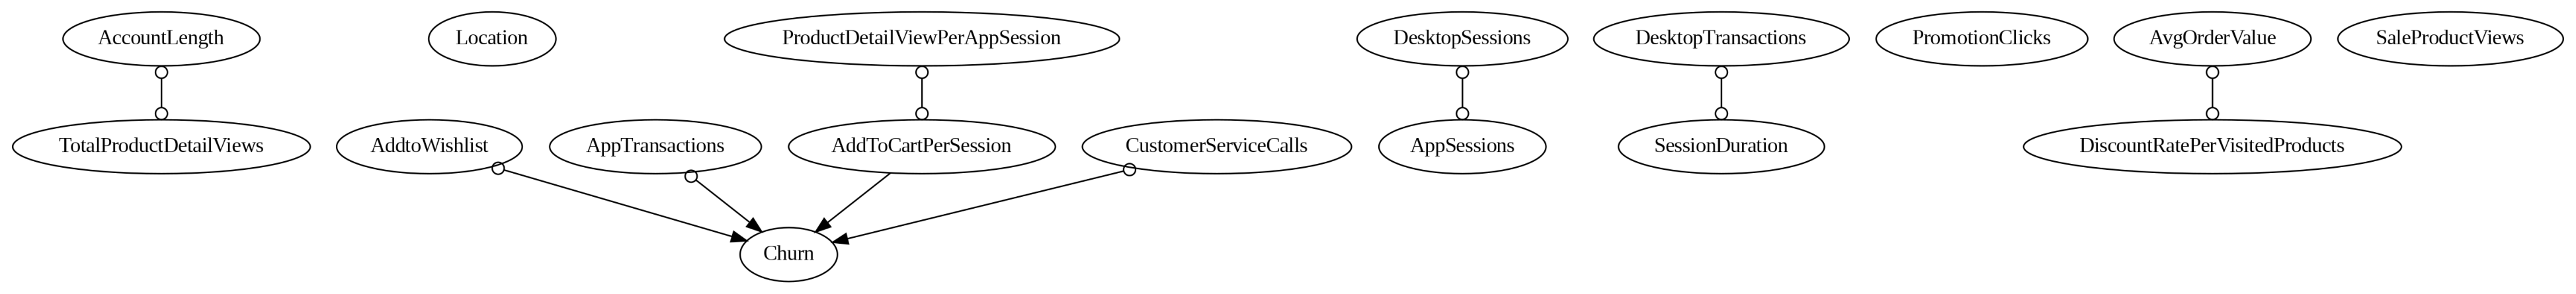 AccountLength
Location
ProductDetailViewPerAppSession
DesktopSessions
DesktopTransactions
PromotionClicks
AvgOrderValue
SaleProductViews
TotalProductDetailViews
AddtoWishlist
AppTransactions
AddToCartPerSession
CustomerServiceCalls
AppSessions
SessionDuration
DiscountRatePerVisitedProducts
Churn